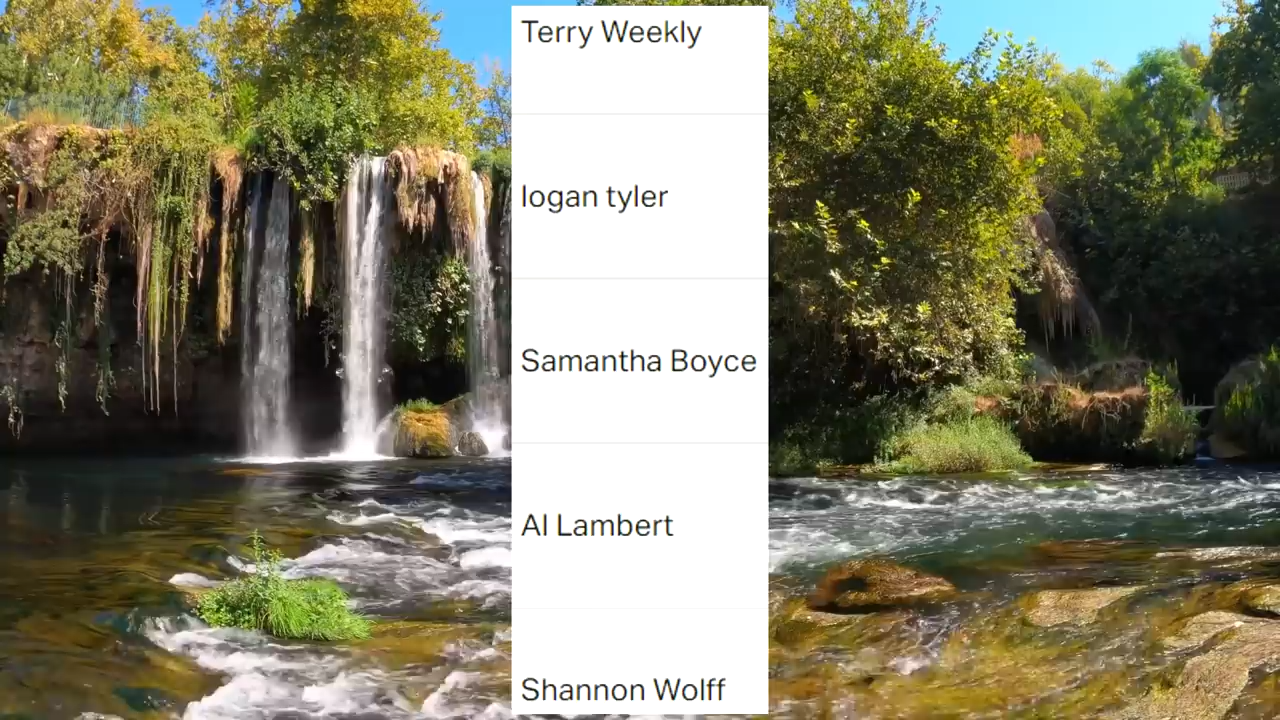 Terry Weekly
logan tyler
Samantha Boyce
Al Lambert
Shannon Wolff